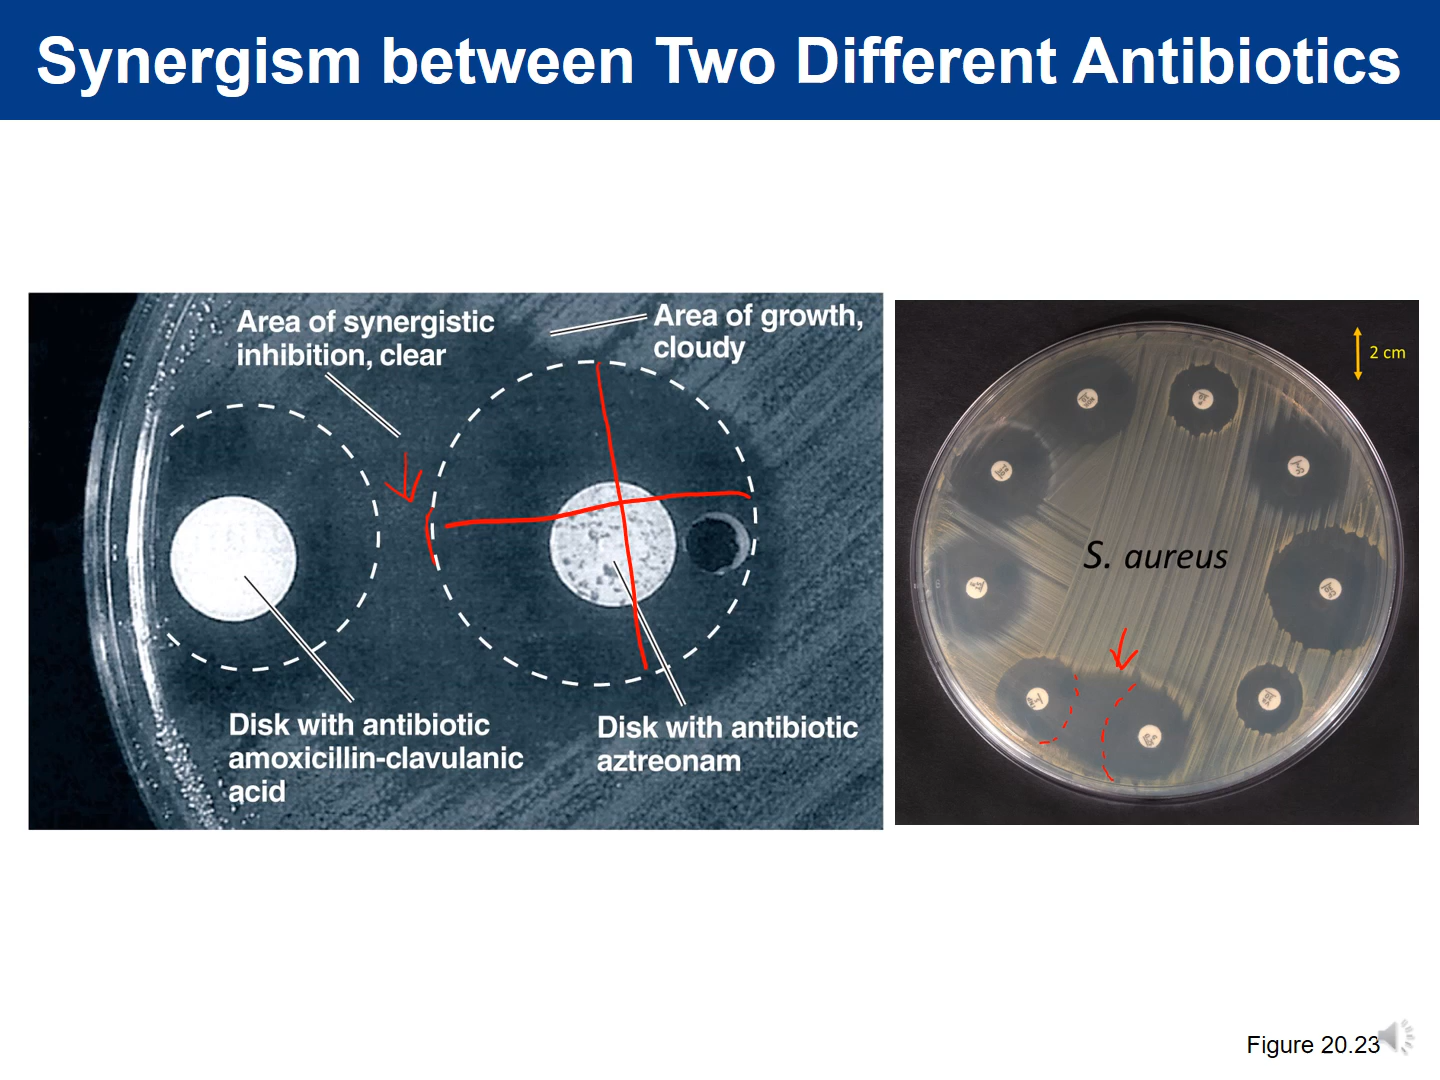 Synergism between Two Different Antibiotics
Area of synergistic
inhibition, clear
Area of growth,
cloudy
Disk with antibiotic
amoxicillin-clavulanic
acid
Disk with antibiotic
aztreonam
2 cm
S. aureus
Figure 20.23